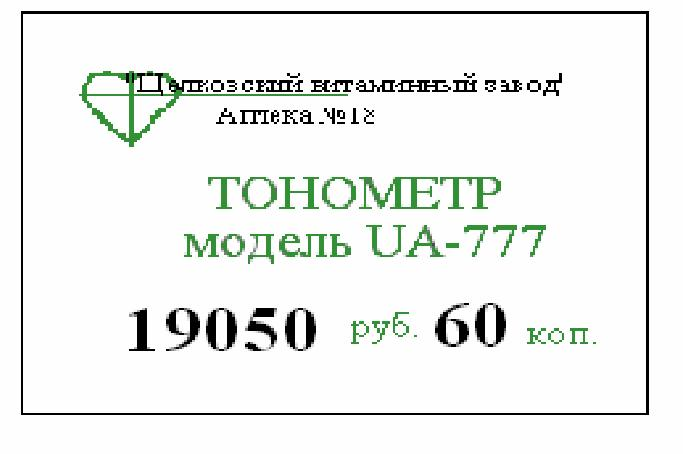 "Щелковский витаминный завод"
Аптека №18
ТОНОМЕТР
модель UA-777
19050 руб. 60 коп.